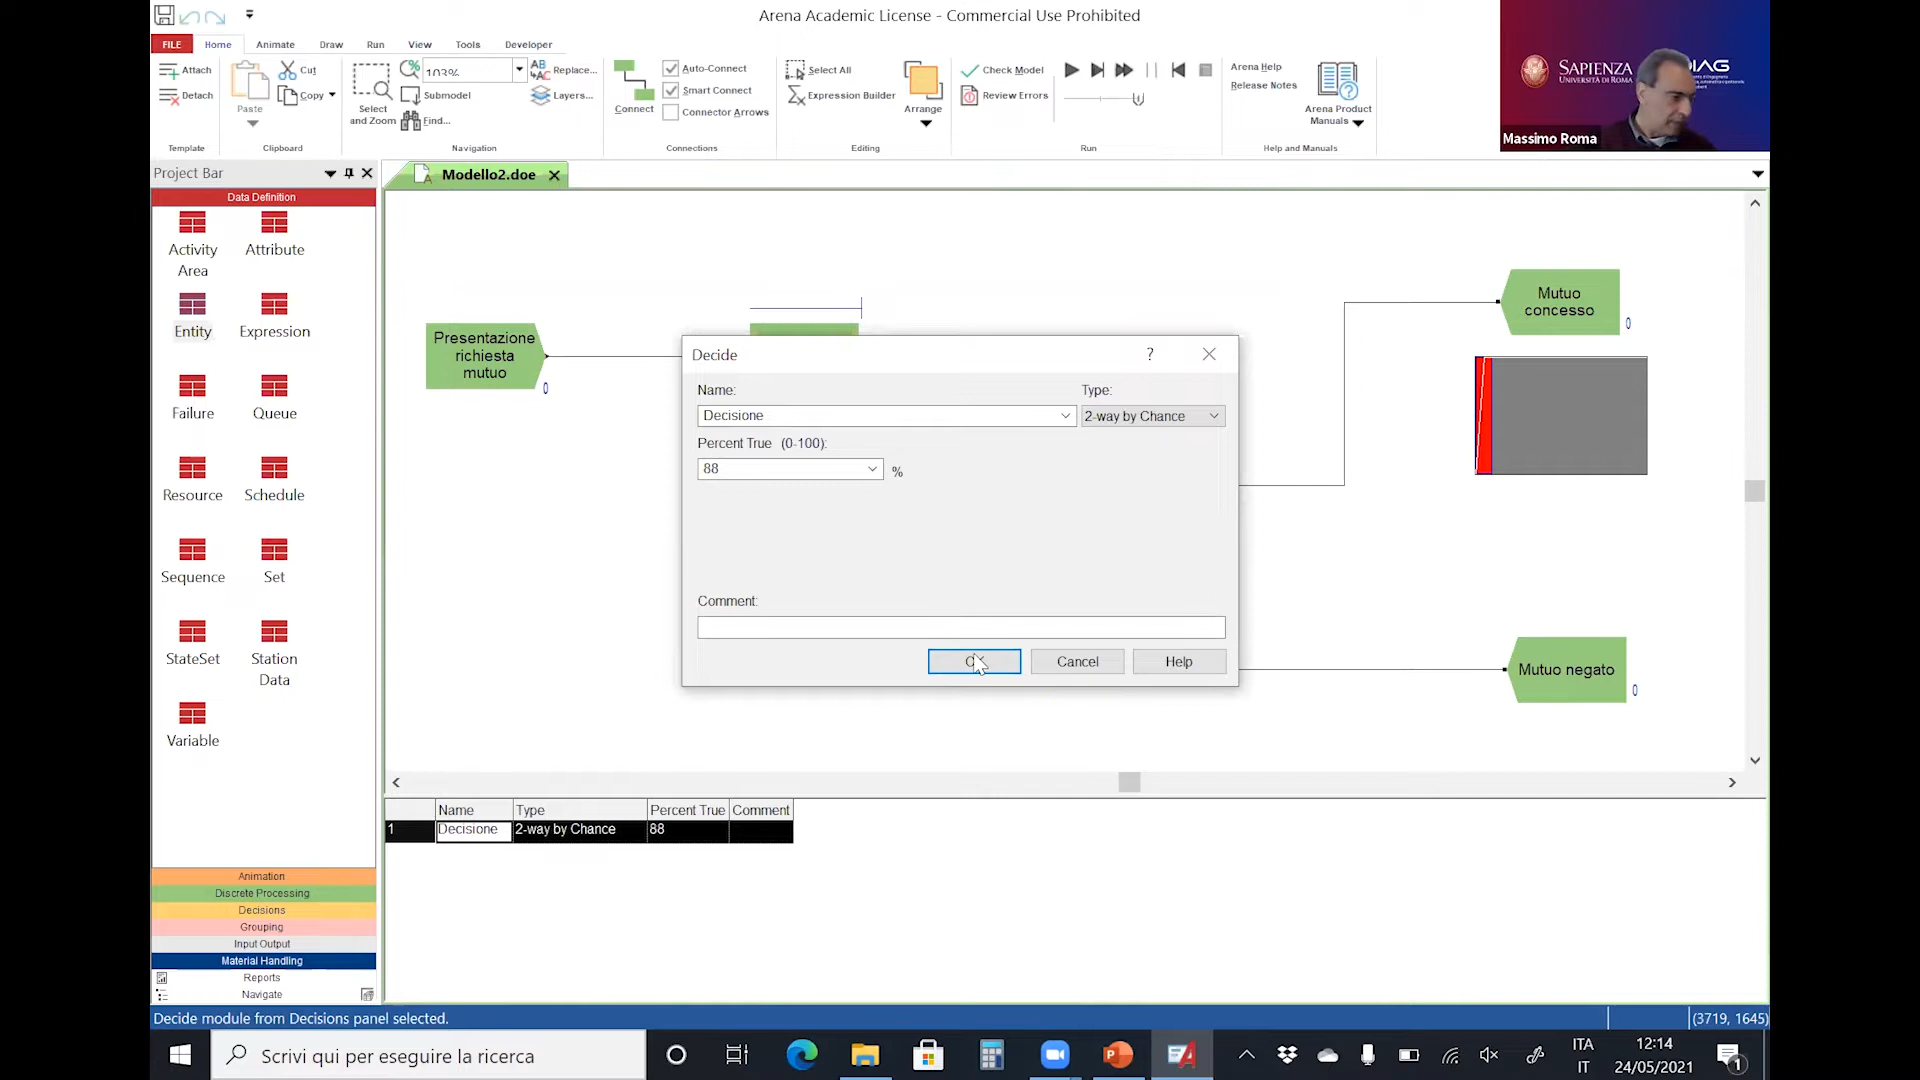 Arena Academic License - Commercial Use Prohibited
FILE Home Animate Draw Run View Tools Developer
Attach
Detach
Template
Paste
Cut
Copy
Clipboard
Select
and Zoom
103%
Submodel
Find...
Replace...
Layers...
Navigation
Connect
Auto-Connect
Smart Connect
Connector Arrows
Connections
Select All
Expression Builder
Arrange
Editing
Check Model
Review Errors
Run
Arena Help
Release Notes
Arena Product
Manuals
Help and Manuals
SAPIENZA
UNIVERSITÀ DI ROMA
DIAG
Massimo Roma
Project Bar
Modello2.doe
Data Definition
Activity
Area
Attribute
Entity
Expression
Failure
Queue
Resource
Schedule
Sequence
Set
StateSet
Station
Data
Variable
Animation
Discrete Processing
Decisions
Grouping
Input Output
Material Handling
Reports
Navigate
Presentazione
richiesta
mutuo
0
Mutuo
concesso
0
Mutuo negato
0
Decide
?
Name:
Type:
Decisione
2-way by Chance
Percent True (0-100):
88
%
Comment:
Cancel
Help
Name Type Percent True Comment
1 Decisione 2-way by Chance 88
Decide module from Decisions panel selected.
(3719, 1645)
Scrivi qui per eseguire la ricerca
ITA
IT
12:14
24/05/2021
1